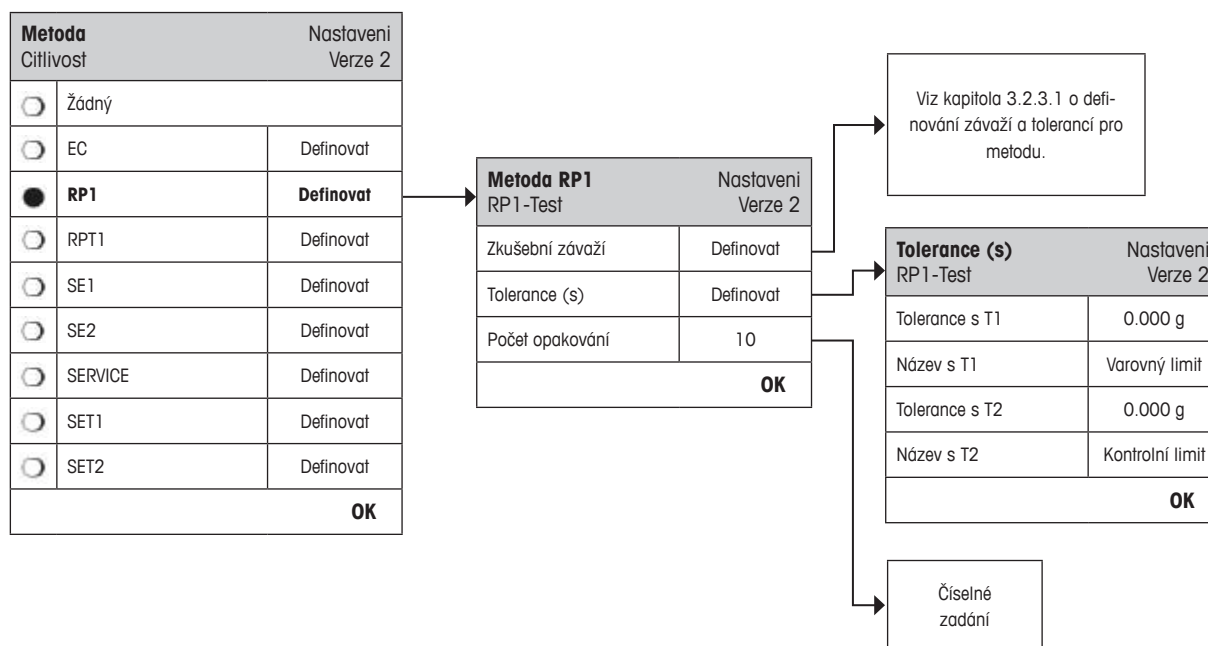 Metoda Nastaveni
Citlivost Verze 2
Žádný
EC Definovat
RP1 Definovat
RPT1 Definovat
SE1 Definovat
SE2 Definovat
SERVICE Definovat
SET1 Definovat
SET2 Definovat
OK
Metoda RP1 Nastaveni
RP1-Test Verze 2
Zkušební závaží Definovat
Tolerance (s) Definovat
Počet opakování 10
OK
Viz kapitola 3.2.3.1 o defi-
nování závaží a tolerancí pro
metodu.
Tolerance (s) Nastaveni
RP1-Test Verze 2
Tolerance s T1 0.000 g
Název s T1 Varovný limit
Tolerance s T2 0.000 g
Název s T2 Kontrolní limit
OK
Číselné
zadání